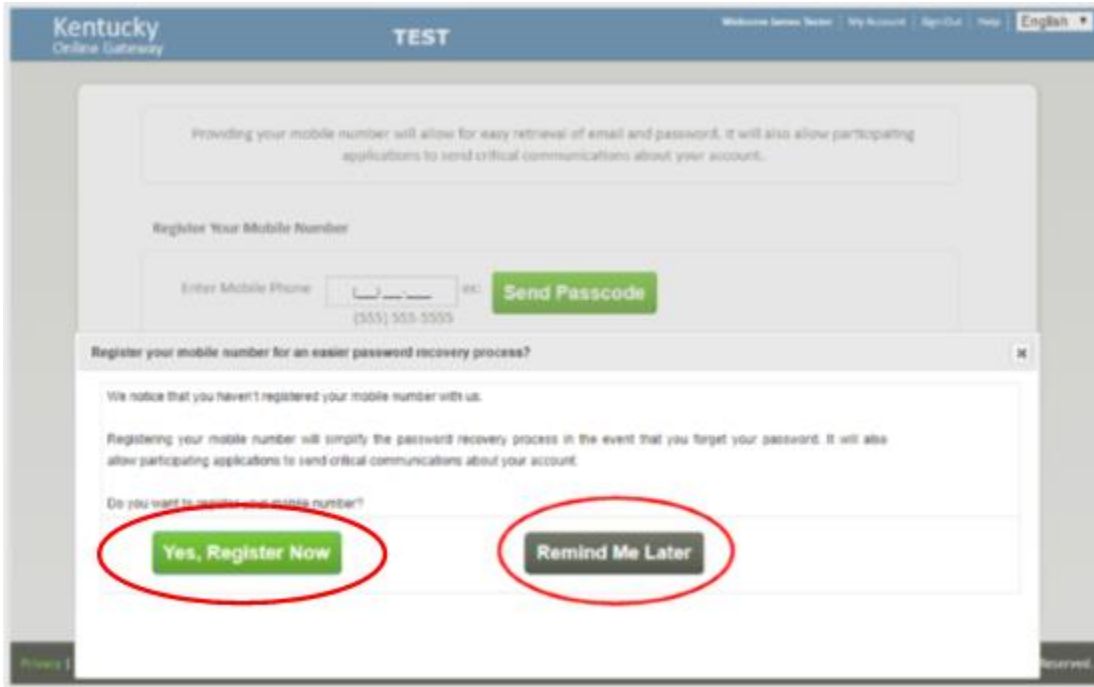 Kentucky
Online Gateway
TEST
Welcome James Tester | My Account | Sign Out | Help
English
Providing your mobile number will allow for easy retrieval of email and password. It will also allow participating
applications to send critical communications about your account.
Register Your Mobile Number
Enter Mobile Phone (___) ___-____ ex: Send Passcode
(555) 555-5555
Register your mobile number for an easier password recovery process?
We notice that you haven't registered your mobile number with us.
Registering your mobile number will simplify the password recovery process in the event that you forget your password. It will also
allow participating applications to send critical communications about your account
Do you want to register your mobile number?
Yes, Register Now
Remind Me Later
Privacy |
Reserved.